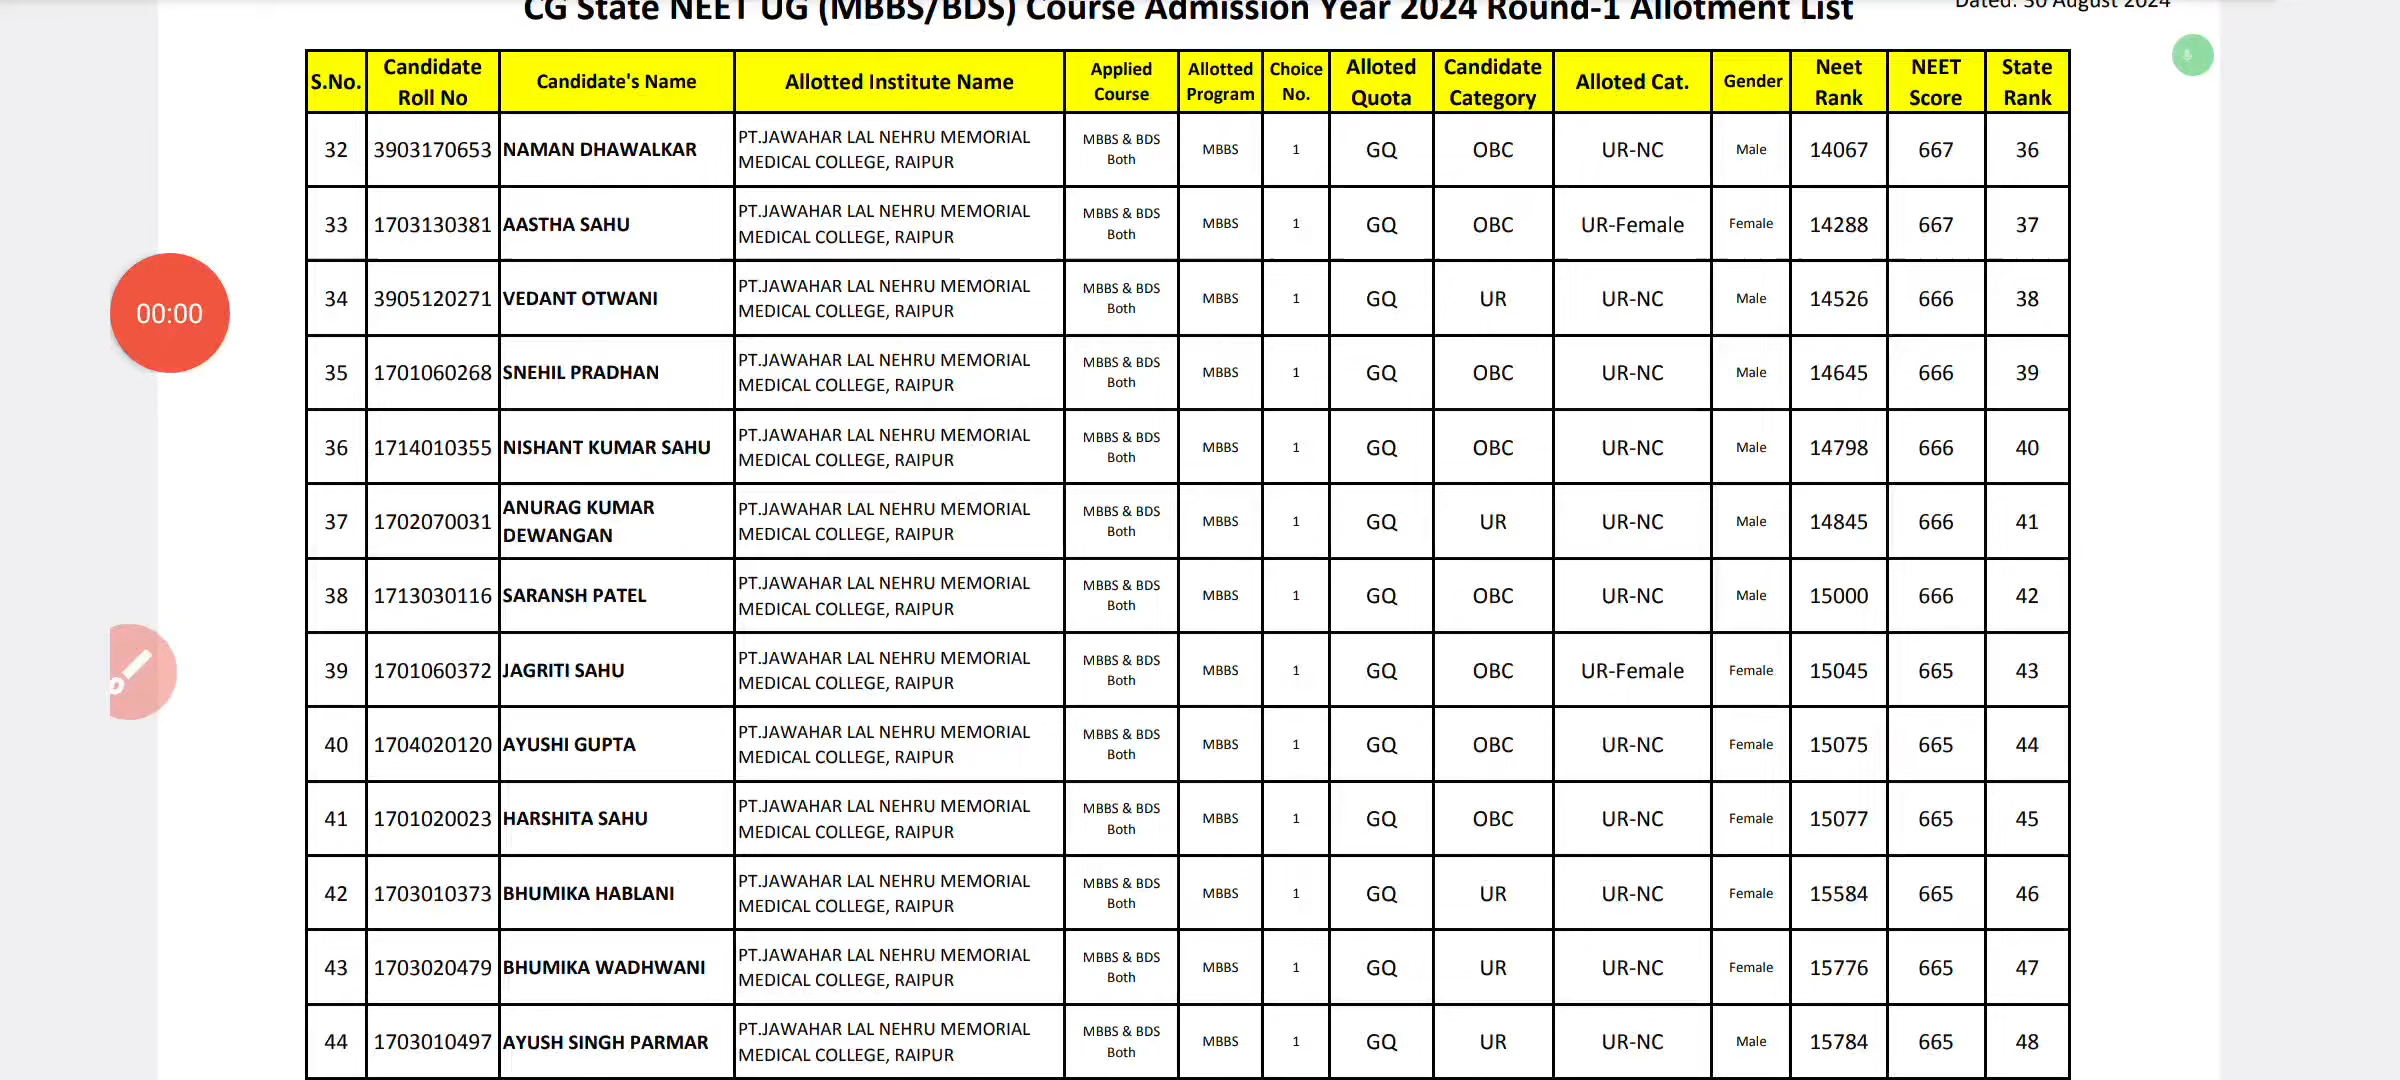 CG State NEET UG (MBBS/BDS) Course Admission Year 2024 Round-1 Allotment List
Dated: 30 August 2024
S.No. Candidate Roll No Candidate's Name Allotted Institute Name Applied Course Allotted Program Choice No. Alloted Quota Candidate Category Alloted Cat. Gender Neet Rank NEET Score State Rank
32 3903170653 NAMAN DHAWALKAR PT.JAWAHAR LAL NEHRU MEMORIAL MEDICAL COLLEGE, RAIPUR MBBS & BDS Both MBBS 1 GQ OBC UR-NC Male 14067 667 36
33 1703130381 AASTHA SAHU PT.JAWAHAR LAL NEHRU MEMORIAL MEDICAL COLLEGE, RAIPUR MBBS & BDS Both MBBS 1 GQ OBC UR-Female Female 14288 667 37
34 3905120271 VEDANT OTWANI PT.JAWAHAR LAL NEHRU MEMORIAL MEDICAL COLLEGE, RAIPUR MBBS & BDS Both MBBS 1 GQ UR UR-NC Male 14526 666 38
00:00
35 1701060268 SNEHIL PRADHAN PT.JAWAHAR LAL NEHRU MEMORIAL MEDICAL COLLEGE, RAIPUR MBBS & BDS Both MBBS 1 GQ OBC UR-NC Male 14645 666 39
36 1714010355 NISHANT KUMAR SAHU PT.JAWAHAR LAL NEHRU MEMORIAL MEDICAL COLLEGE, RAIPUR MBBS & BDS Both MBBS 1 GQ OBC UR-NC Male 14798 666 40
37 1702070031 ANURAG KUMAR DEWANGAN PT.JAWAHAR LAL NEHRU MEMORIAL MEDICAL COLLEGE, RAIPUR MBBS & BDS Both MBBS 1 GQ UR UR-NC Male 14845 666 41
38 1713030116 SARANSH PATEL PT.JAWAHAR LAL NEHRU MEMORIAL MEDICAL COLLEGE, RAIPUR MBBS & BDS Both MBBS 1 GQ OBC UR-NC Male 15000 666 42
39 1701060372 JAGRITI SAHU PT.JAWAHAR LAL NEHRU MEMORIAL MEDICAL COLLEGE, RAIPUR MBBS & BDS Both MBBS 1 GQ OBC UR-Female Female 15045 665 43
40 1704020120 AYUSHI GUPTA PT.JAWAHAR LAL NEHRU MEMORIAL MEDICAL COLLEGE, RAIPUR MBBS & BDS Both MBBS 1 GQ OBC UR-NC Female 15075 665 44
41 1701020023 HARSHITA SAHU PT.JAWAHAR LAL NEHRU MEMORIAL MEDICAL COLLEGE, RAIPUR MBBS & BDS Both MBBS 1 GQ OBC UR-NC Female 15077 665 45
42 1703010373 BHUMIKA HABLANI PT.JAWAHAR LAL NEHRU MEMORIAL MEDICAL COLLEGE, RAIPUR MBBS & BDS Both MBBS 1 GQ UR UR-NC Female 15584 665 46
43 1703020479 BHUMIKA WADHWANI PT.JAWAHAR LAL NEHRU MEMORIAL MEDICAL COLLEGE, RAIPUR MBBS & BDS Both MBBS 1 GQ UR UR-NC Female 15776 665 47
44 1703010497 AYUSH SINGH PARMAR PT.JAWAHAR LAL NEHRU MEMORIAL MEDICAL COLLEGE, RAIPUR MBBS & BDS Both MBBS 1 GQ UR UR-NC Male 15784 665 48